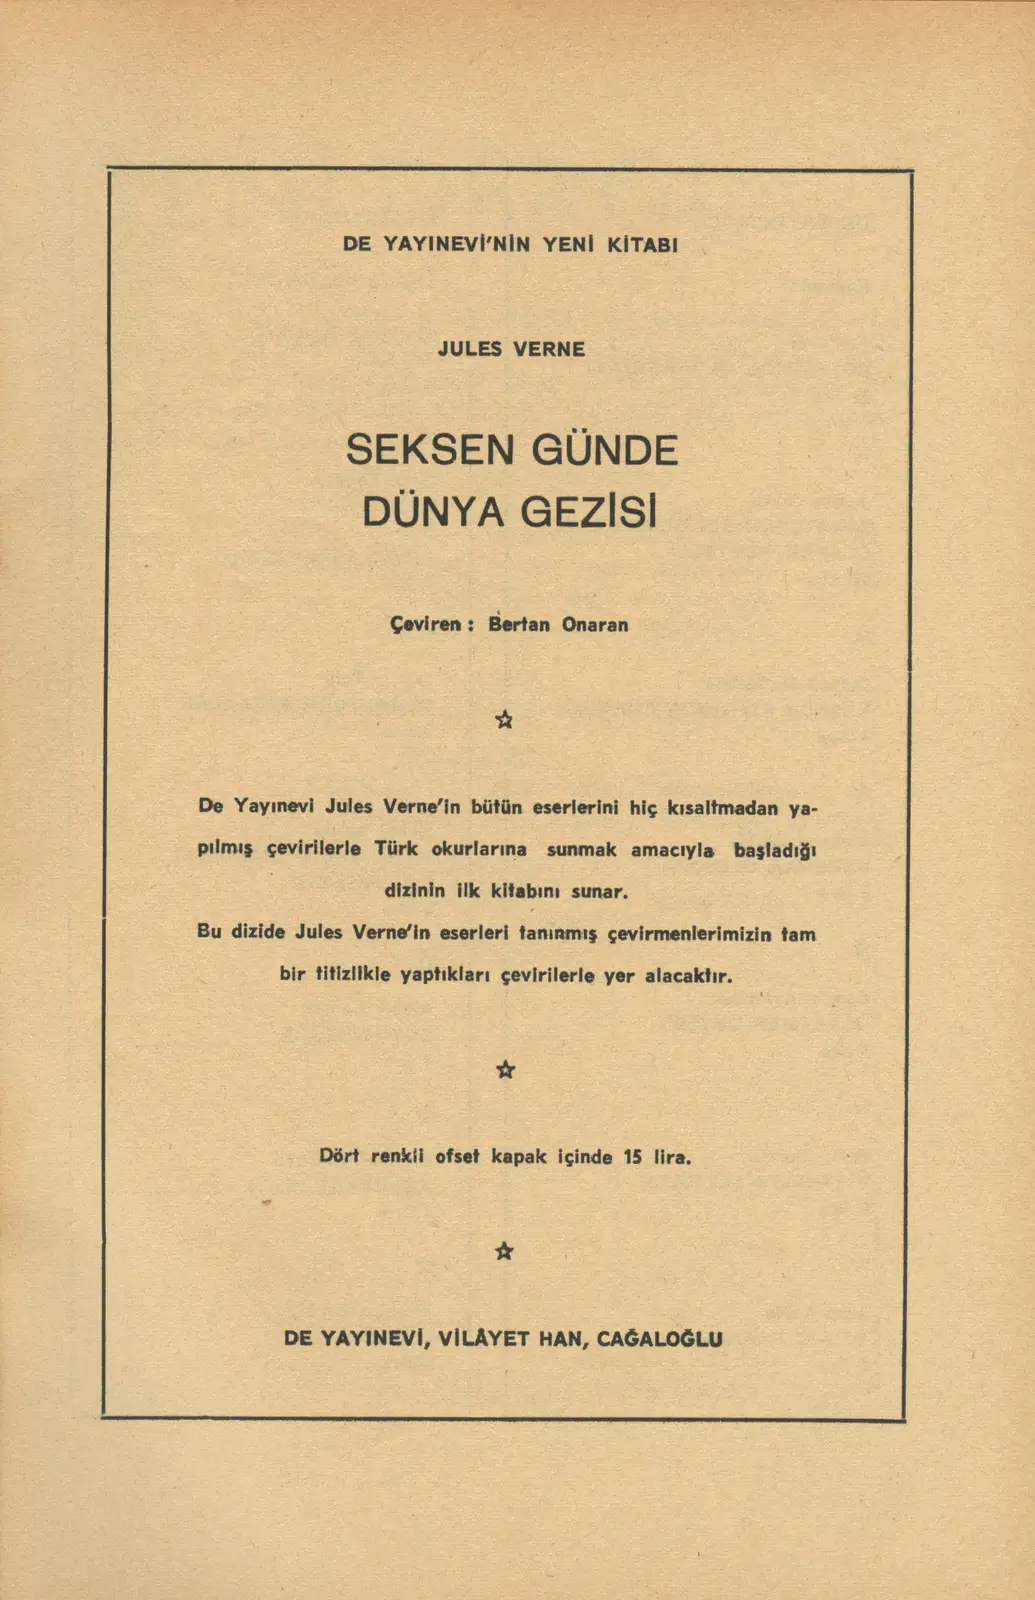 DE YAYINEVİ'NİN YENİ KİTABI
JULES VERNE
SEKSEN GÜNDE
DÜNYA GEZİSİ
Çeviren : Bertan Onaran
De Yayınevi Jules Verne'in bütün eserlerini hiç kısaltmadan ya-
pılmış çevirilerle Türk okurlarına sunmak amacıyla başladığı
dizinin ilk kitabını sunar.
Bu dizide Jules Verne'in eserleri tanınmış çevirmenlerimizin tam
bir titizlikle yaptıkları çevirilerle yer alacaktır.
Dört renkli ofset kapak içinde 15 lira.
DE YAYINEVİ, VİLÂYET HAN, CAĞALOĞLU